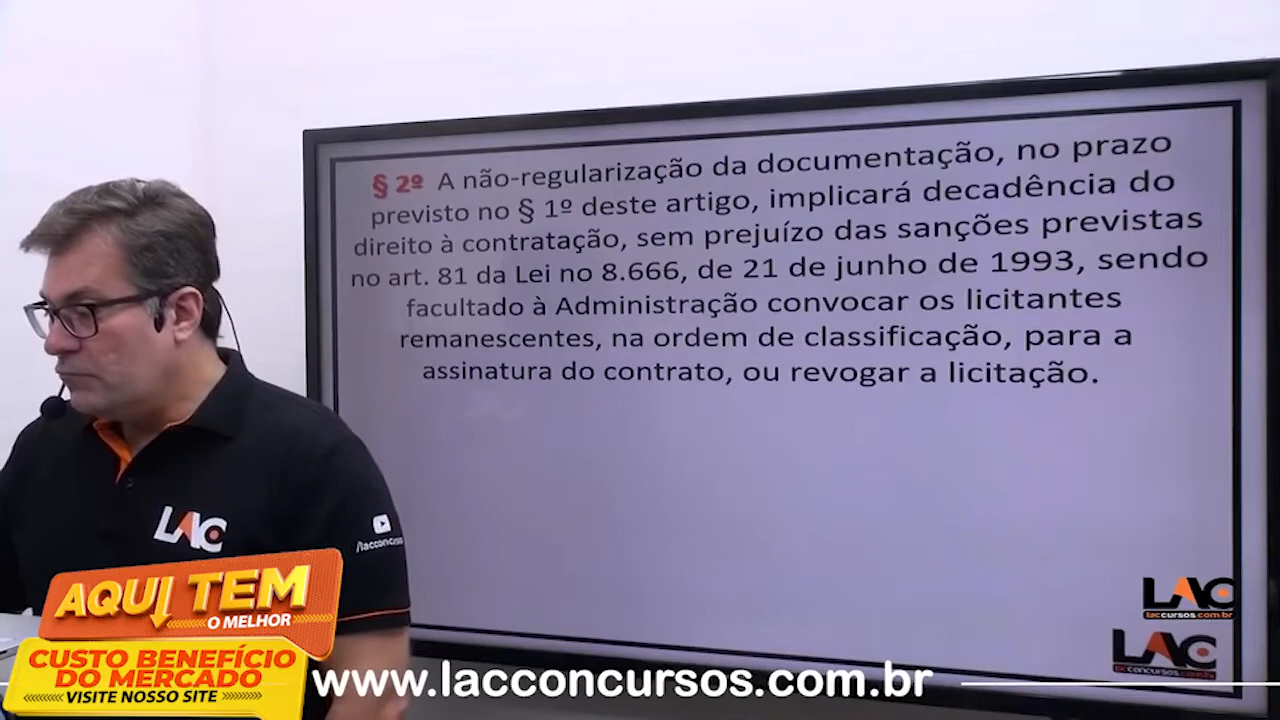 § 2º A não-regularização da documentação, no prazo
previsto no § 1º deste artigo, implicará decadência do
direito à contratação, sem prejuízo das sanções previstas
no art. 81 da Lei no 8.666, de 21 de junho de 1993, sendo
facultado à Administração convocar os licitantes
remanescentes, na ordem de classificação, para a
assinatura do contrato, ou revogar a licitação.
LAC
/lacconcurs
LAC
laccursos.com.br
LAC
lacconcursos.com.br
AQUI TEM
O MELHOR
CUSTO BENEFÍCIO
DO MERCADO
VISITE NOSSO SITE
www.lacconcursos.com.br